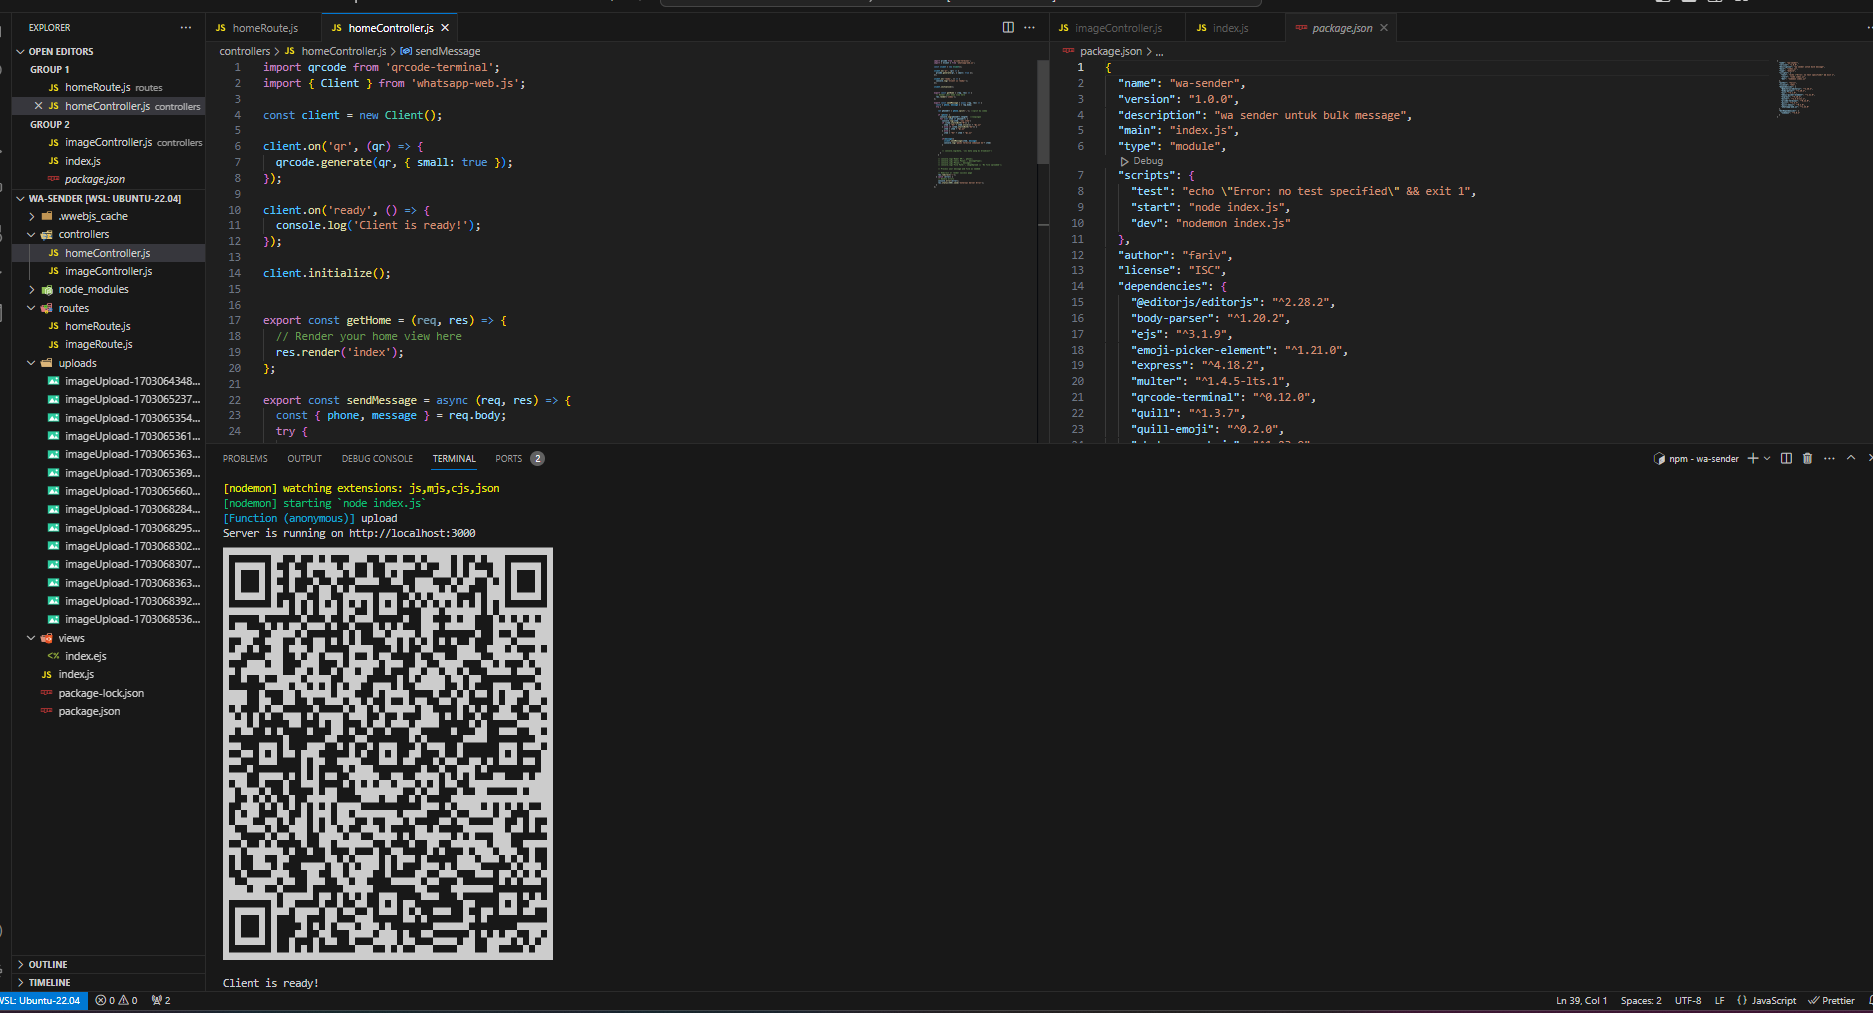 EXPLORER
OPEN EDITORS
GROUP 1
JS homeRoute.js routes
JS homeController.js controllers
GROUP 2
JS imageController.js controllers
JS index.js
package.json
WA-SENDER [WSL: UBUNTU-22.04]
.wwebjs_cache
controllers
JS homeController.js
JS imageController.js
node_modules
routes
JS homeRoute.js
JS imageRoute.js
uploads
imageUpload-1703064348...
imageUpload-1703065237...
imageUpload-1703065354...
imageUpload-1703065361...
imageUpload-1703065363...
imageUpload-1703065369...
imageUpload-1703065660...
imageUpload-1703068284...
imageUpload-1703068295...
imageUpload-1703068302...
imageUpload-1703068307...
imageUpload-1703068363...
imageUpload-1703068392...
imageUpload-1703068536...
views
<% index.ejs
JS index.js
package-lock.json
package.json
OUTLINE
TIMELINE
JS homeRoute.js JS homeController.js
controllers > JS homeController.js > sendMessage
1 import qrcode from 'qrcode-terminal';
2 import { Client } from 'whatsapp-web.js';
3
4 const client = new Client();
5
6 client.on('qr', (qr) => {
7 qrcode.generate(qr, { small: true });
8 });
9
10 client.on('ready', () => {
11 console.log('Client is ready!');
12 });
13
14 client.initialize();
15
16
17 export const getHome = (req, res) => {
18 // Render your home view here
19 res.render('index');
20 };
21
22 export const sendMessage = async (req, res) => {
23 const { phone, message } = req.body;
24 try {
JS imageController.js JS index.js package.json
package.json > ...
1 {
2 "name": "wa-sender",
3 "version": "1.0.0",
4 "description": "wa sender untuk bulk message",
5 "main": "index.js",
6 "type": "module",
Debug
7 "scripts": {
8 "test": "echo \"Error: no test specified\" && exit 1",
9 "start": "node index.js",
10 "dev": "nodemon index.js"
11 },
12 "author": "fariv",
13 "license": "ISC",
14 "dependencies": {
15 "@editorjs/editorjs": "^2.28.2",
16 "body-parser": "^1.20.2",
17 "ejs": "^3.1.9",
18 "emoji-picker-element": "^1.21.0",
19 "express": "^4.18.2",
20 "multer": "^1.4.5-lts.1",
21 "qrcode-terminal": "^0.12.0",
22 "quill": "^1.3.7",
23 "quill-emoji": "^0.2.0",
PROBLEMS OUTPUT DEBUG CONSOLE TERMINAL PORTS 2
npm - wa-sender
[nodemon] watching extensions: js,mjs,cjs,json
[nodemon] starting `node index.js`
[Function (anonymous)] upload
Server is running on http://localhost:3000
Client is ready!
WSL: Ubuntu-22.04 0 0 2
Ln 39, Col 1 Spaces: 2 UTF-8 LF {} JavaScript Prettier